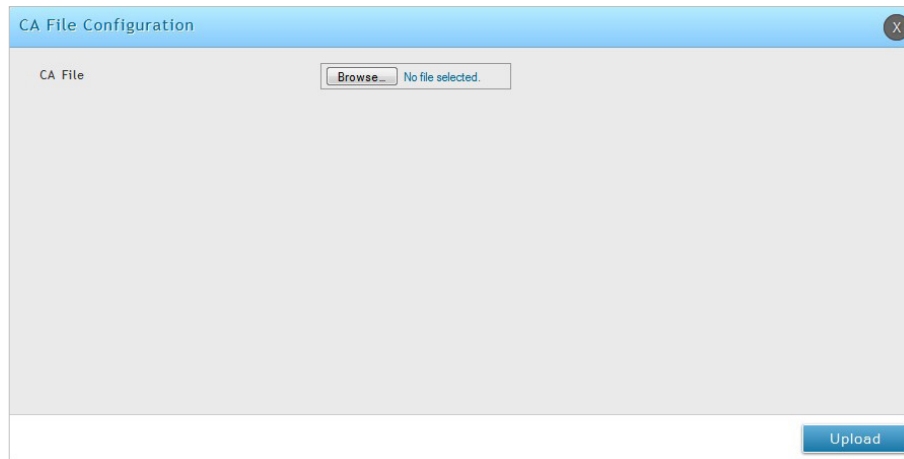 CA File Configuration
X
CA File
Browse... No file selected.
Upload